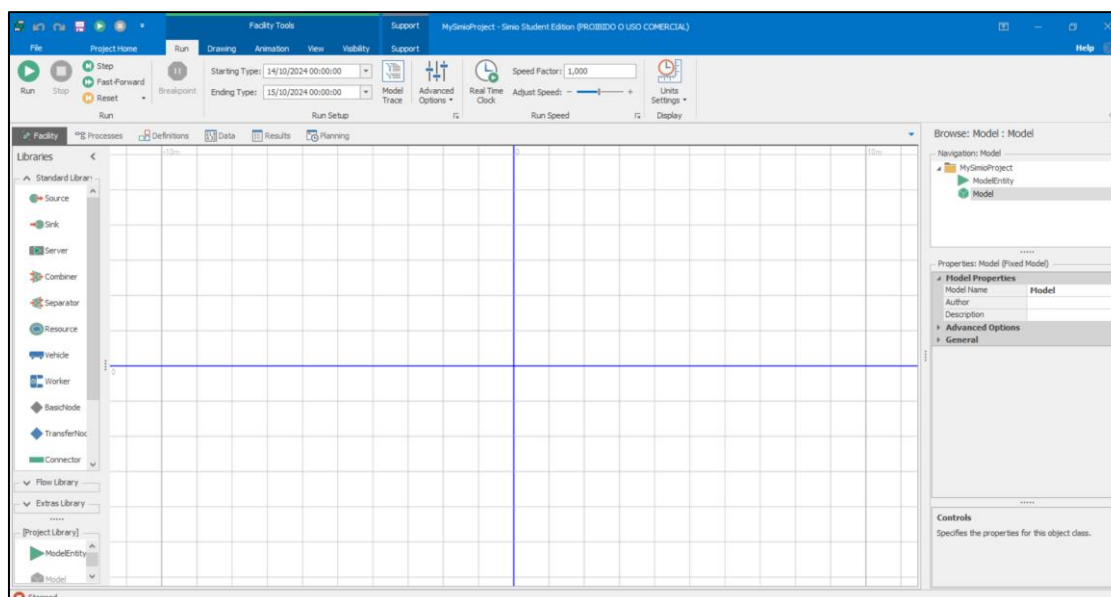 Facility Tools Support MySimioProject - Simio Student Edition (PROIBIDO O USO COMERCIAL)
File Project Home Run Drawing Animation View Visibility Support Help
Run
Stop
Step
Fast-Forward
Reset
Run
Breakpoint
Starting Type: 14/10/2024 00:00:00
Ending Type: 15/10/2024 00:00:00
Model Trace
Advanced Options
Run Setup
Real Time Clock
Speed Factor: 1,000
Adjust Speed: - +
Run Speed
Units Settings
Display
Facility Processes Definitions Data Results Planning
Libraries
Standard Librar
Source
Sink
Server
Combiner
Separator
Resource
Vehicle
Worker
BasicNode
TransferNoc
Connector
Flow Library
Extras Library
[Project Library]
ModelEntity
Model
Stopped
-10m 0 10m
0
Browse: Model : Model
Navigation: Model
MySimioProject
ModelEntity
Model
Properties: Model (Fixed Model)
Model Properties
Model Name Model
Author
Description
Advanced Options
General
Controls
Specifies the properties for this object class.